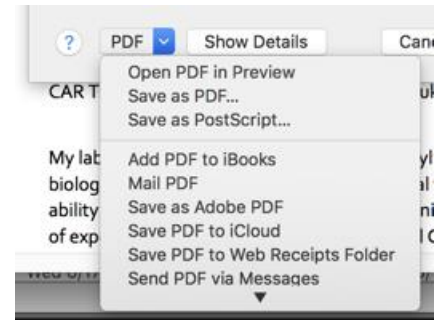 ? PDF Show Details
Open PDF in Preview
CAR T
Save as PDF...
Save as PostScript...
My lab
Add PDF to iBooks
biolog
Mail PDF
ability
Save as Adobe PDF
of exp
Save PDF to iCloud
Save PDF to Web Receipts Folder
Send PDF via Messages